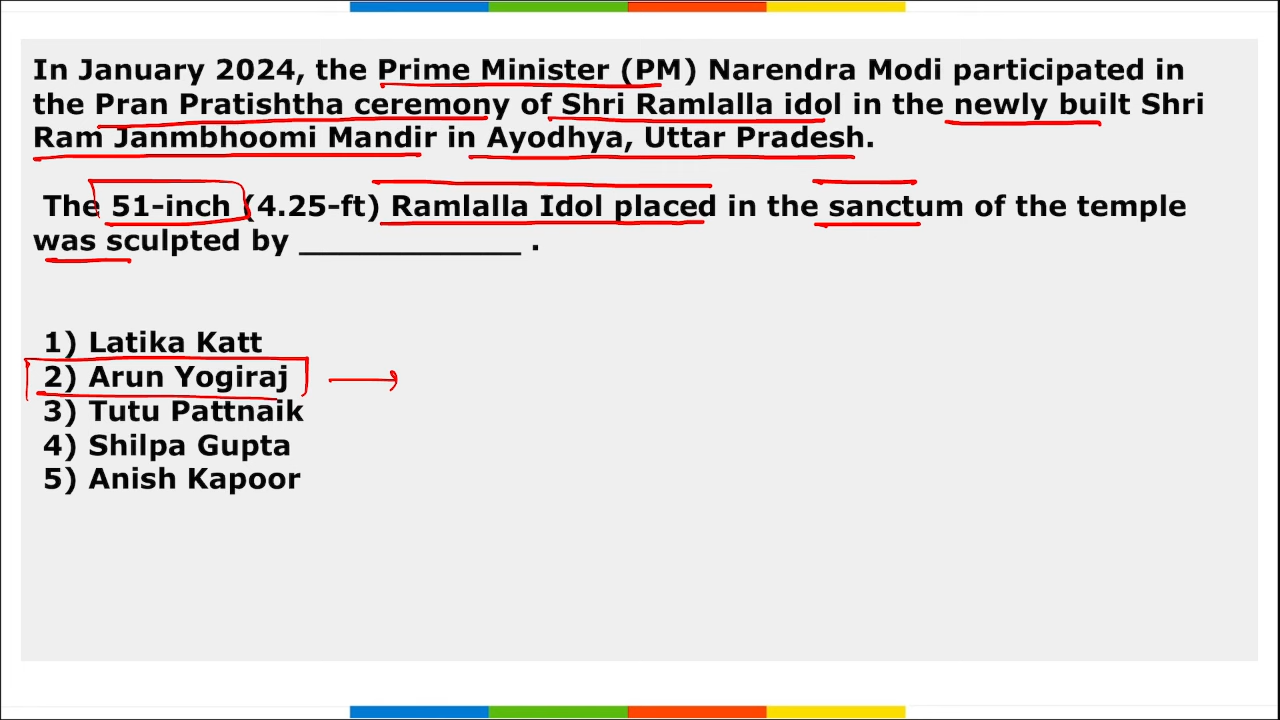 In January 2024, the Prime Minister (PM) Narendra Modi participated in
the Pran Pratishtha ceremony of Shri Ramlalla idol in the newly built Shri
Ram Janmbhoomi Mandir in Ayodhya, Uttar Pradesh.
The 51-inch (4.25-ft) Ramlalla Idol placed in the sanctum of the temple
was sculpted by _____________ .
1) Latika Katt
2) Arun Yogiraj
3) Tutu Pattnaik
4) Shilpa Gupta
5) Anish Kapoor